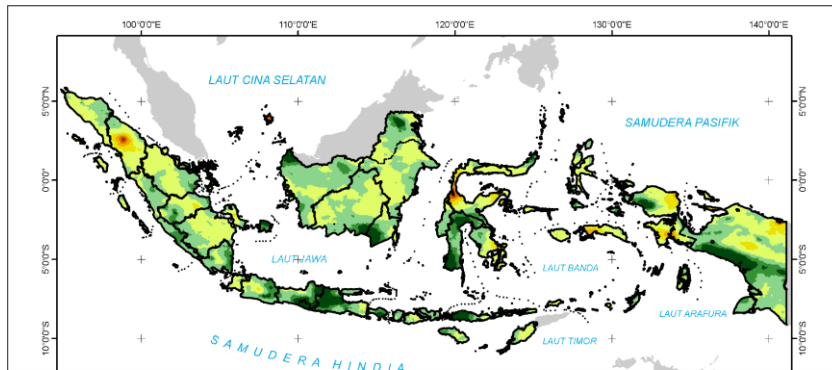 100°0'0"E 110°0'0"E 120°0'0"E 130°0'0"E 140°0'0"E
LAUT CINA SELATAN
5°0'0"N 5°0'0"N
SAMUDERA PASIFIK
0°0'0" 0°0'0"
5°0'0"S 5°0'0"S
LAUT JAWA
LAUT BANDA
LAUT ARAFURA
10°0'0"S 10°0'0"S
LAUT TIMOR
SAMUDERA HINDIA